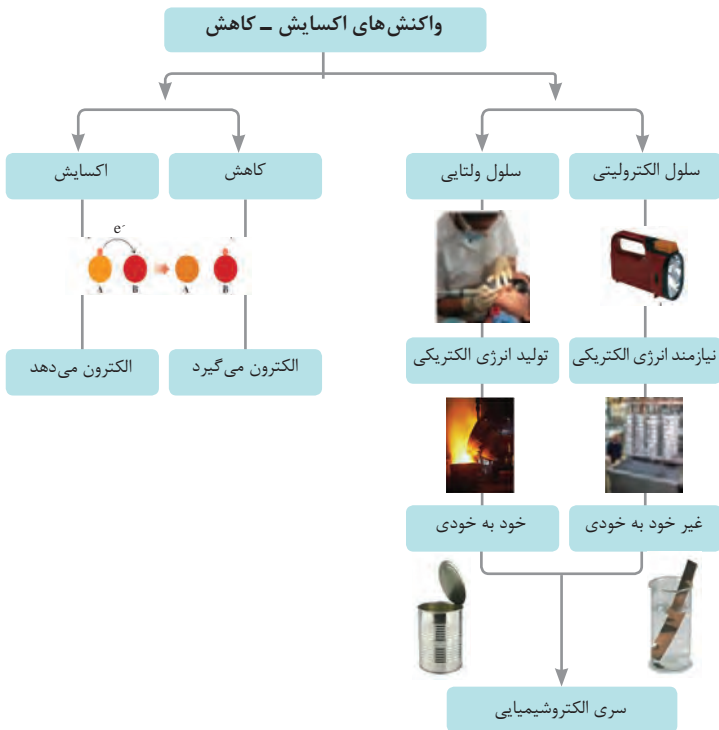 واکنش‌های اکسایش ــ کاهش
سلول الکترولیتی
سلول ولتایی
کاهش
اکسایش
e⁻
A B A B
نیازمند انرژی الکتریکی
تولید انرژی الکتریکی
الکترون می‌گیرد
الکترون می‌دهد
غیر خود به خودی
خود به خودی
سری الکتروشیمیایی